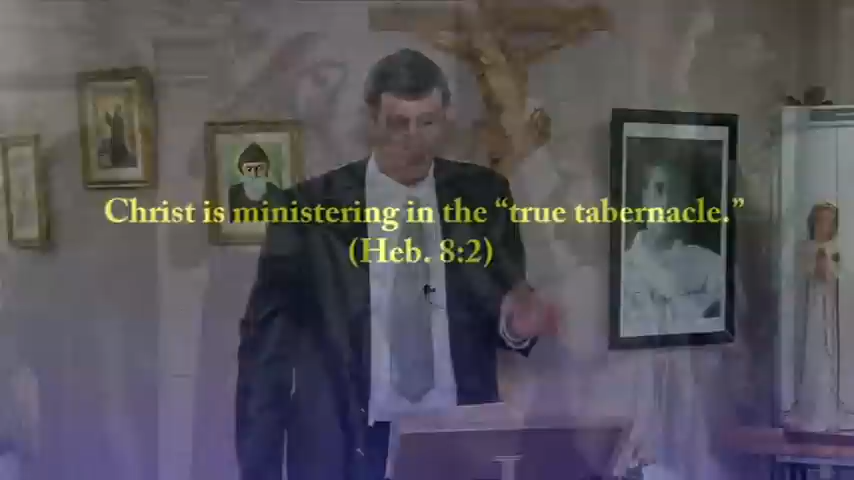 Christ is ministering in the “true tabernacle.”
(Heb. 8:2)